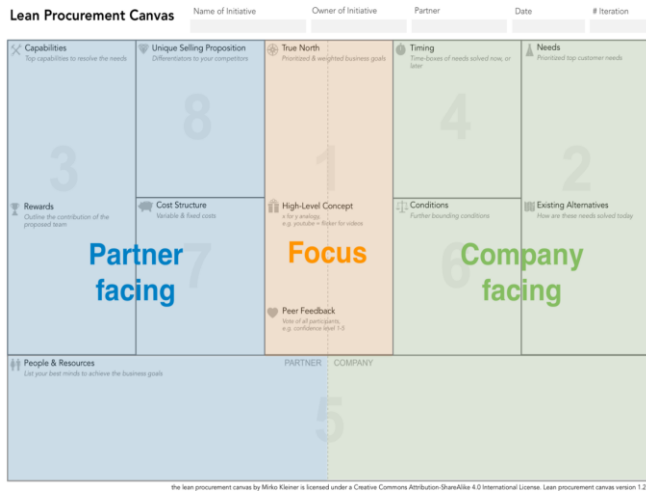 Lean Procurement Canvas
Name of Initiative
Owner of Initiative
Partner
Date
# Iteration
Capabilities
Top capabilities to resolve the needs
3
Rewards
Outline the contribution of the
proposed team
Unique Selling Proposition
Differentiators to your competitors
8
Cost Structure
Variable & fixed costs
7
Partner
facing
True North
Prioritized & weighted business goals
1
High-Level Concept
x for y analogy,
e.g. youtube = flicker for videos
Focus
Peer Feedback
Vote of all participants,
e.g. confidence level 1-5
Timing
Time-boxes of needs solved now, or
later
4
Conditions
Further bounding conditions
6
Needs
Prioritized top customer needs
2
Existing Alternatives
How are these needs solved today
Company
facing
People & Resources
List your best minds to achieve the business goals
PARTNER
COMPANY
5
the lean procurement canvas by Mirko Kleiner is licensed under a Creative Commons Attribution-ShareAlike 4.0 International License. Lean procurement canvas version 1.2